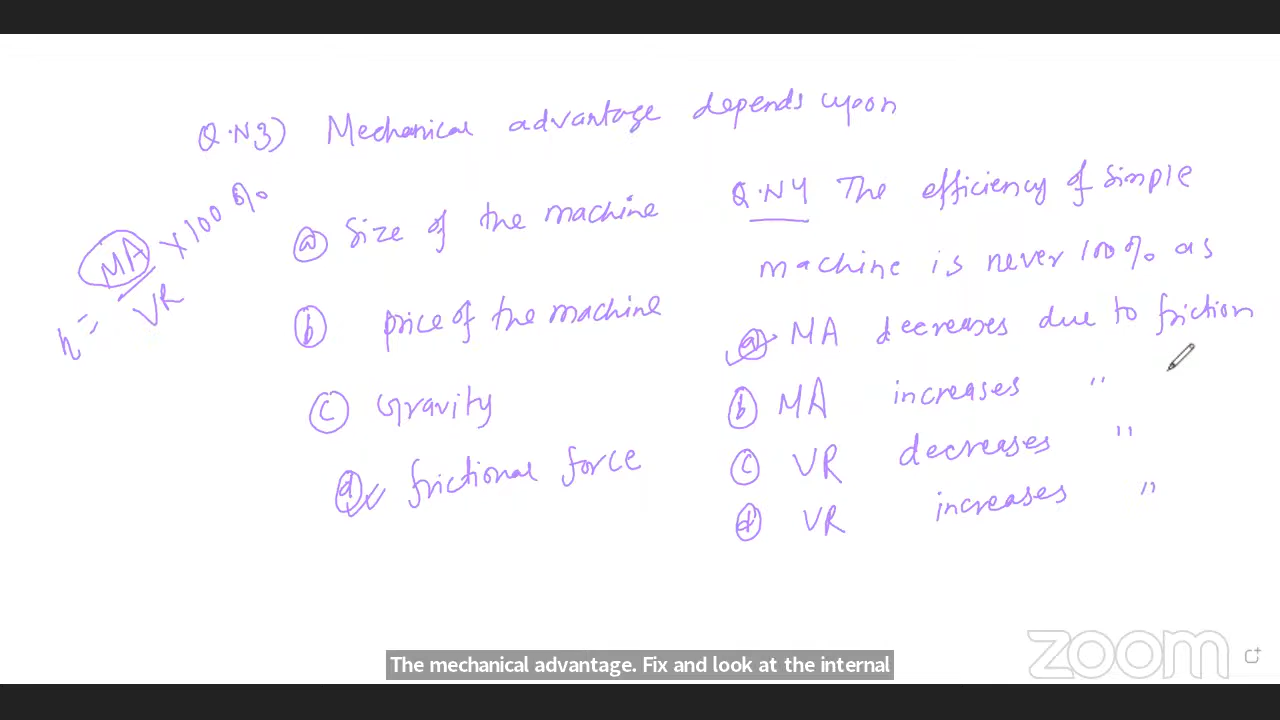 Q.N3) Mechanical advantage depends upon
η = MA/VR × 100%
(a) Size of the machine
(b) price of the machine
(c) Gravity
(d) frictional force
Q.N4 The efficiency of simple
machine is never 100% as
(a) MA decreases due to friction
(b) MA increases "
(c) VR decreases "
(d) VR increases "
The mechanical advantage. Fix and look at the internal
zoom